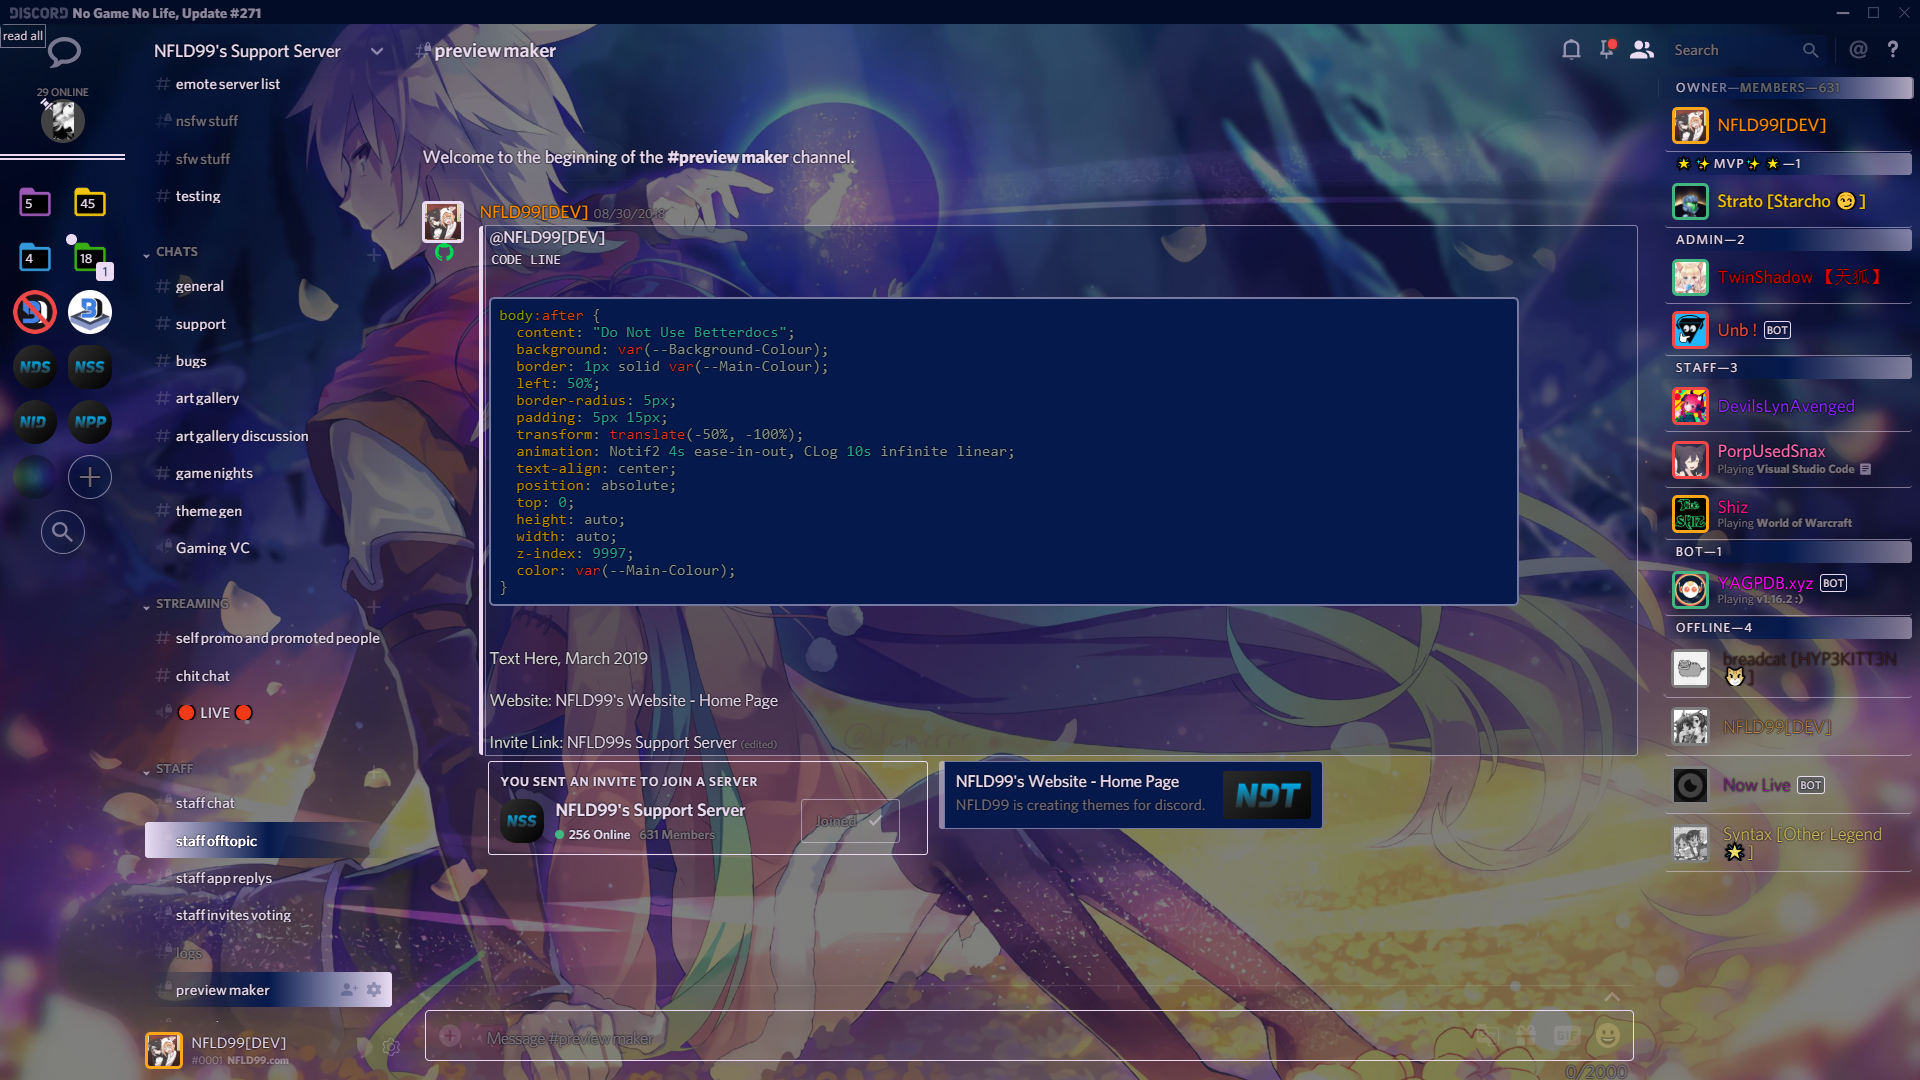 DISCORD No Game No Life, Update #271
read all
29 ONLINE
5
45
4
18
1
NDS
NSS
NID
NPP
NFLD99's Support Server
emote server list
nsfw stuff
sfw stuff
testing
CHATS
general
support
bugs
art gallery
art gallery discussion
game nights
theme gen
Gaming VC
STREAMING
self promo and promoted people
chit chat
LIVE
STAFF
staff chat
staff offtopic
staff app replys
staff invites voting
logs
preview maker
NFLD99[DEV]
#0001 NFLD99.com
# preview maker
Search
Welcome to the beginning of the #preview maker channel.
NFLD99[DEV] 08/30/2018
@NFLD99[DEV]
CODE LINE
body:after {
content: "Do Not Use Betterdocs";
background: var(--Background-Colour);
border: 1px solid var(--Main-Colour);
left: 50%;
border-radius: 5px;
padding: 5px 15px;
transform: translate(-50%, -100%);
animation: Notif2 4s ease-in-out, CLog 10s infinite linear;
text-align: center;
position: absolute;
top: 0;
height: auto;
width: auto;
z-index: 9997;
color: var(--Main-Colour);
}
Text Here, March 2019
Website: NFLD99's Website - Home Page
Invite Link: NFLD99s Support Server (edited)
YOU SENT AN INVITE TO JOIN A SERVER
NSS
NFLD99's Support Server
256 Online 631 Members
Joined
NFLD99's Website - Home Page
NFLD99 is creating themes for discord.
NDT
Message #preview maker
GIF
0/2000
OWNER—MEMBERS—631
NFLD99[DEV]
MVP —1
Strato [Starcho 😏]
ADMIN—2
TwinShadow 【天狐】
Unb ! BOT
STAFF—3
DevilsLynAvenged
PorpUsedSnax
Playing Visual Studio Code
Shiz
Playing World of Warcraft
BOT—1
YAGPDB.xyz BOT
Playing v1.16.2 :)
OFFLINE—4
breadcat [HYP3KITT3N
]
NFLD99[DEV]
Now Live BOT
Syntax [Other Legend
]